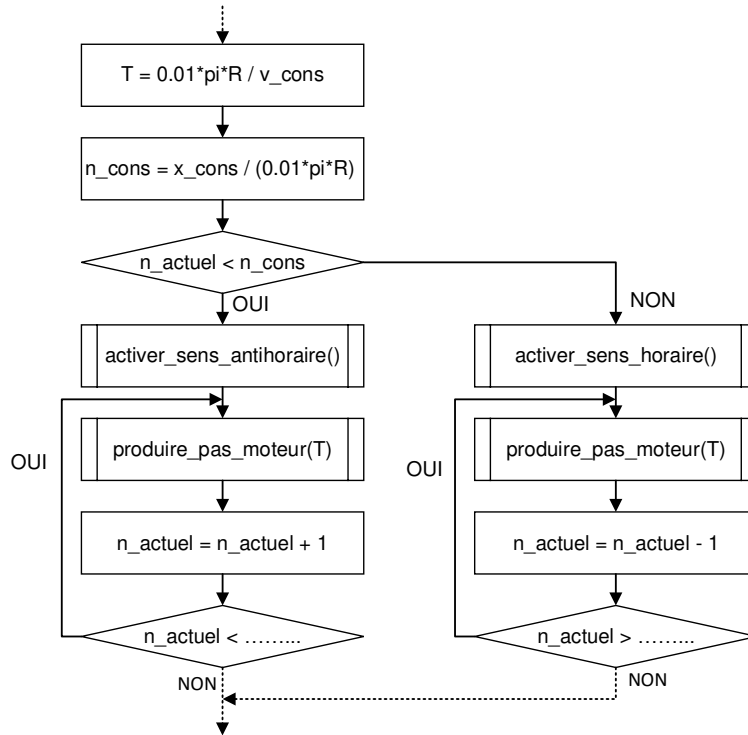 T = 0.01*pi*R / v_cons
n_cons = x_cons / (0.01*pi*R)
n_actuel < n_cons
OUI
NON
activer_sens_antihoraire()
activer_sens_horaire()
OUI
produire_pas_moteur(T)
OUI
produire_pas_moteur(T)
n_actuel = n_actuel + 1
n_actuel = n_actuel - 1
n_actuel < ………
n_actuel > ………
NON
NON